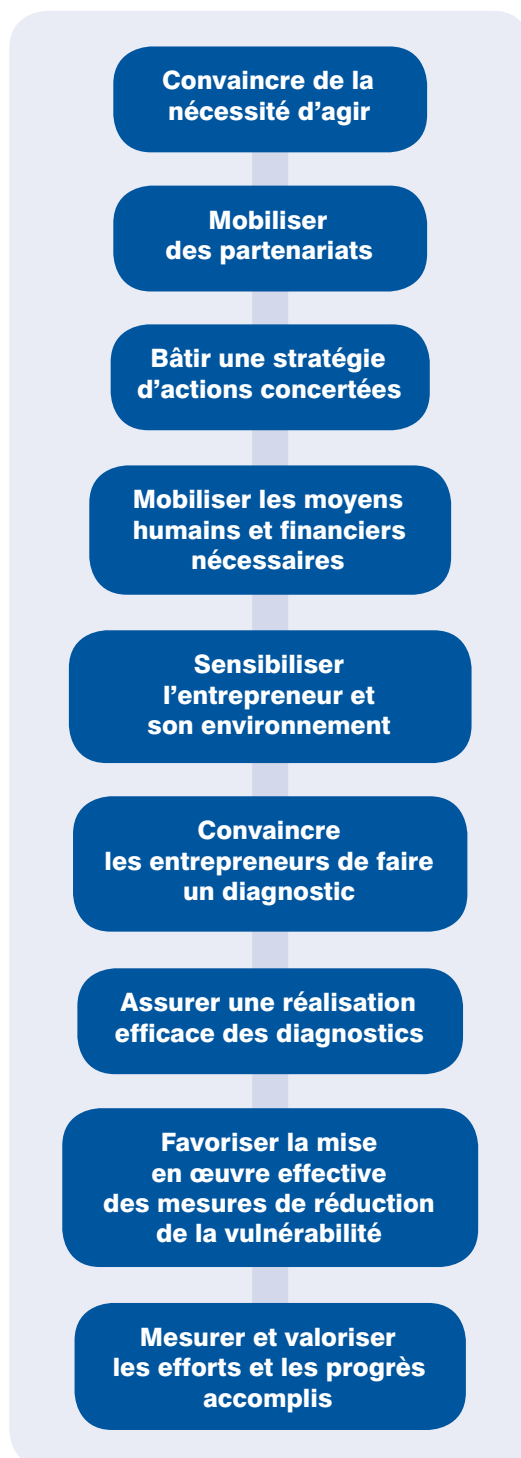 Convaincre de la
nécessité d’agir
Mobiliser
des partenariats
Bâtir une stratégie
d’actions concertées
Mobiliser les moyens
humains et financiers
nécessaires
Sensibiliser
l’entrepreneur et
son environnement
Convaincre
les entrepreneurs de faire
un diagnostic
Assurer une réalisation
efficace des diagnostics
Favoriser la mise
en œuvre effective
des mesures de réduction
de la vulnérabilité
Mesurer et valoriser
les efforts et les progrès
accomplis